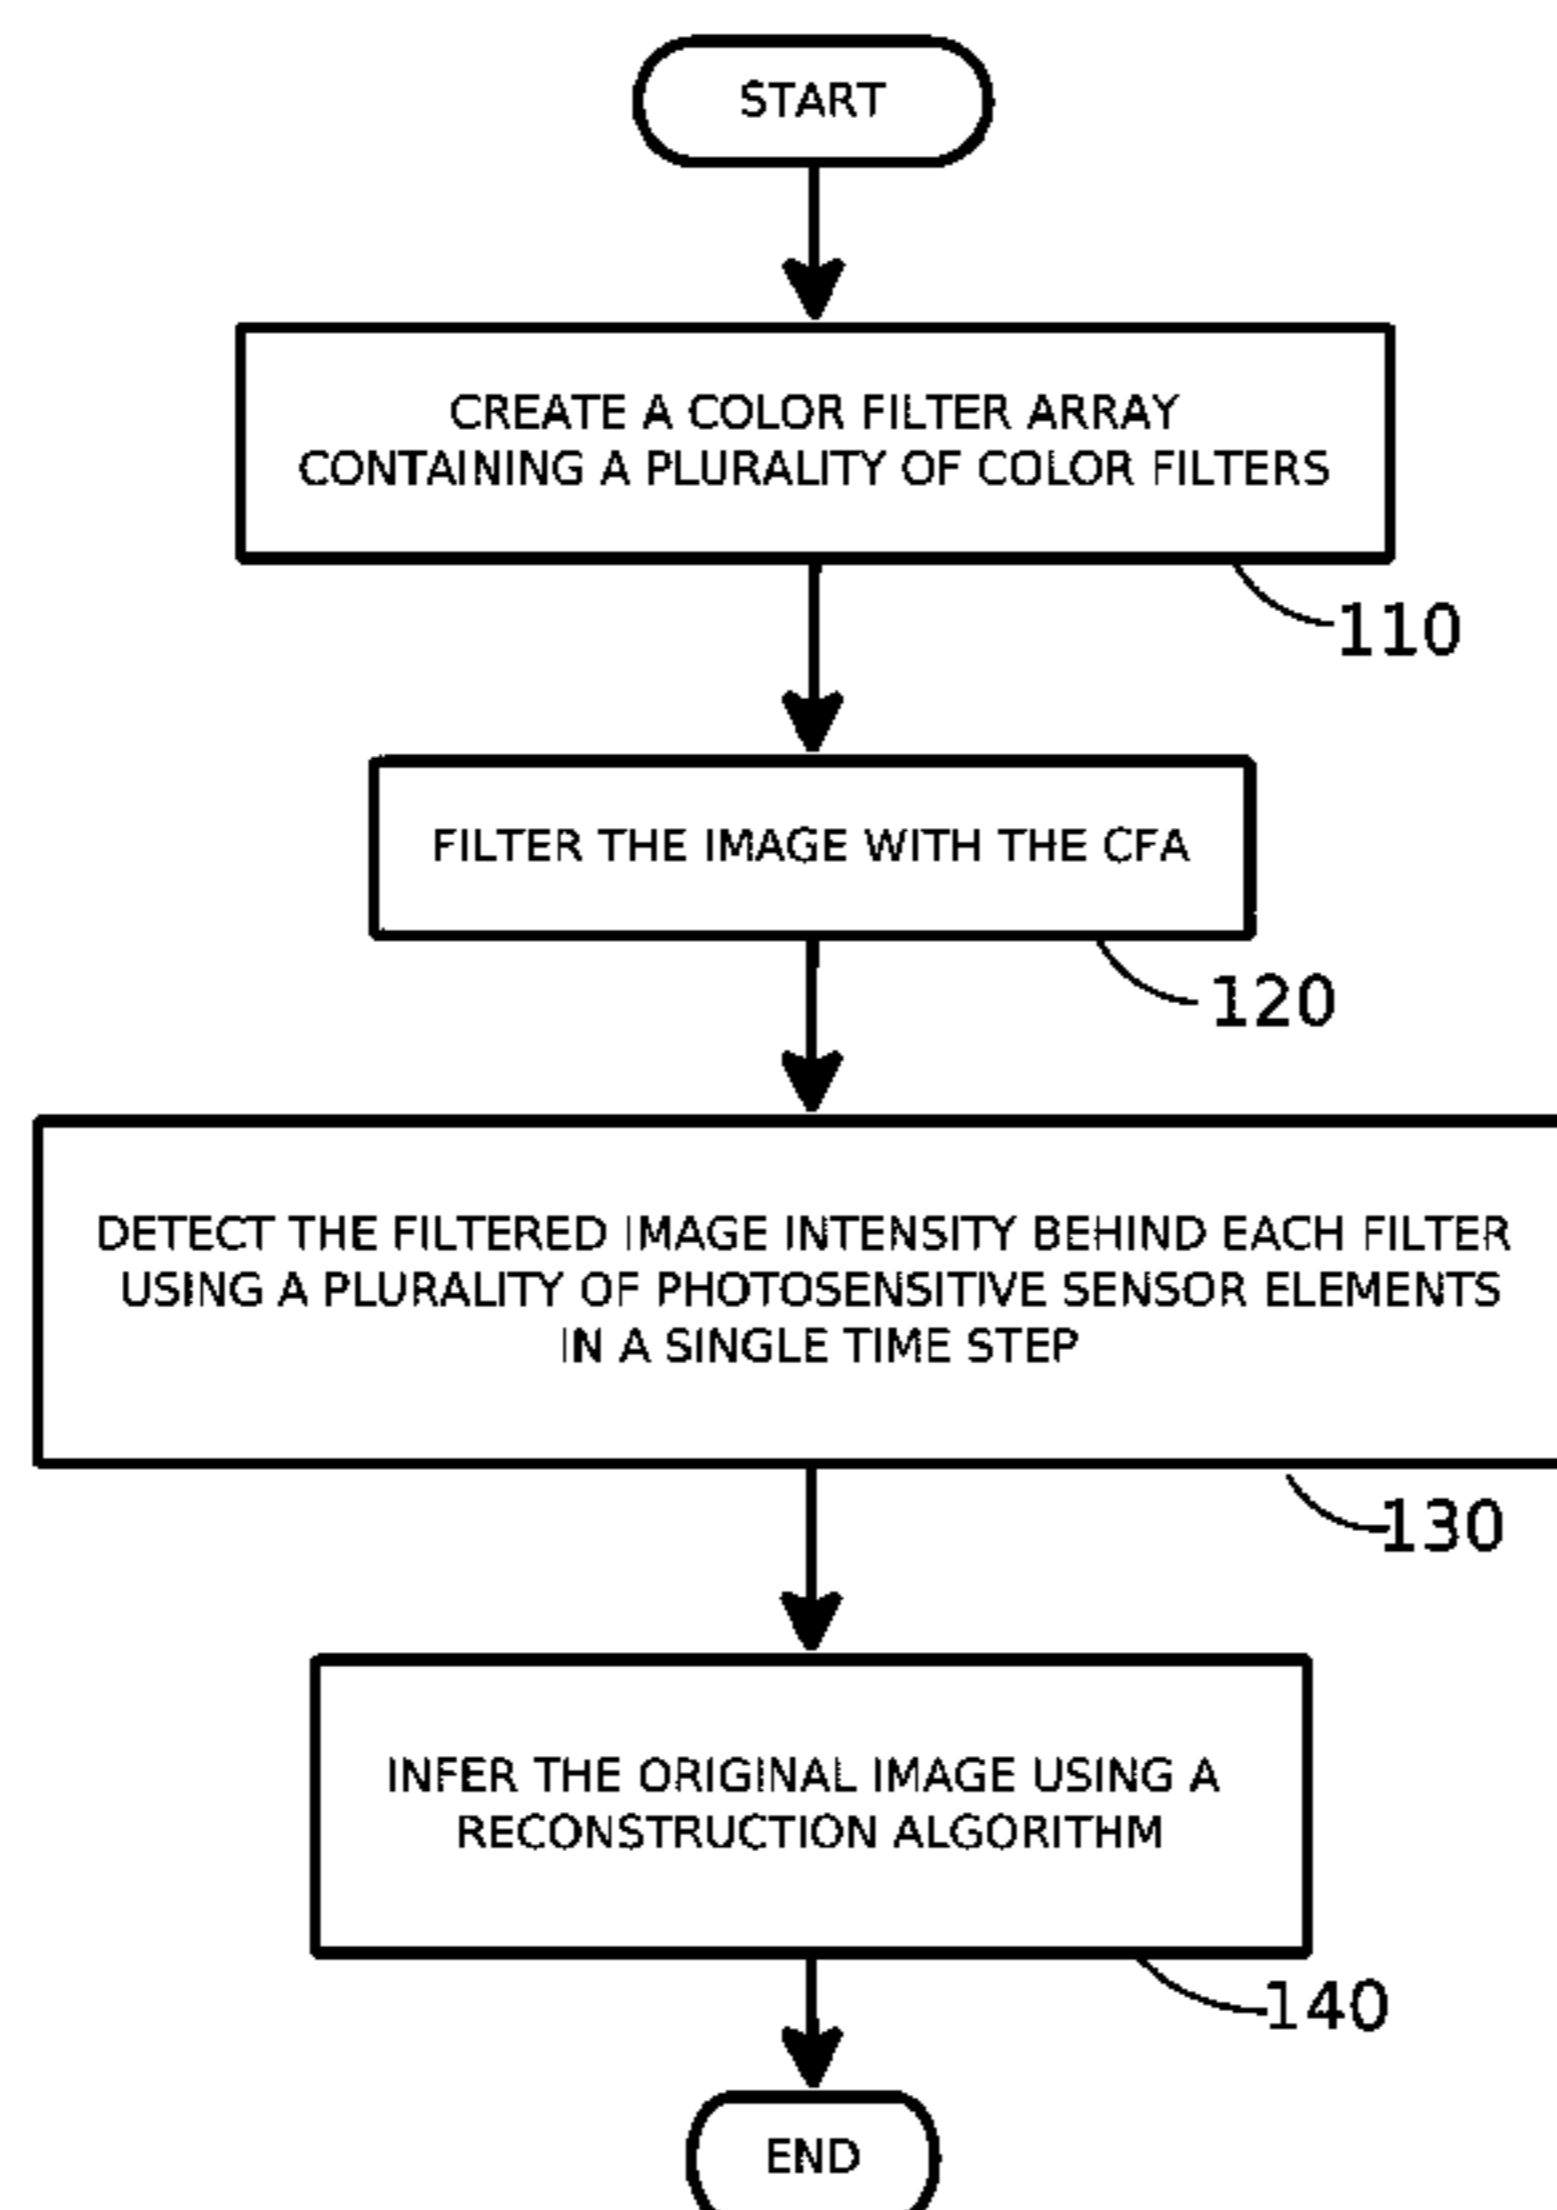 START
CREATE A COLOR FILTER ARRAY
CONTAINING A PLURALITY OF COLOR FILTERS
110
FILTER THE IMAGE WITH THE CFA
120
DETECT THE FILTERED IMAGE INTENSITY BEHIND EACH FILTER
USING A PLURALITY OF PHOTOSENSITIVE SENSOR ELEMENTS
IN A SINGLE TIME STEP
130
INFER THE ORIGINAL IMAGE USING A
RECONSTRUCTION ALGORITHM
140
END